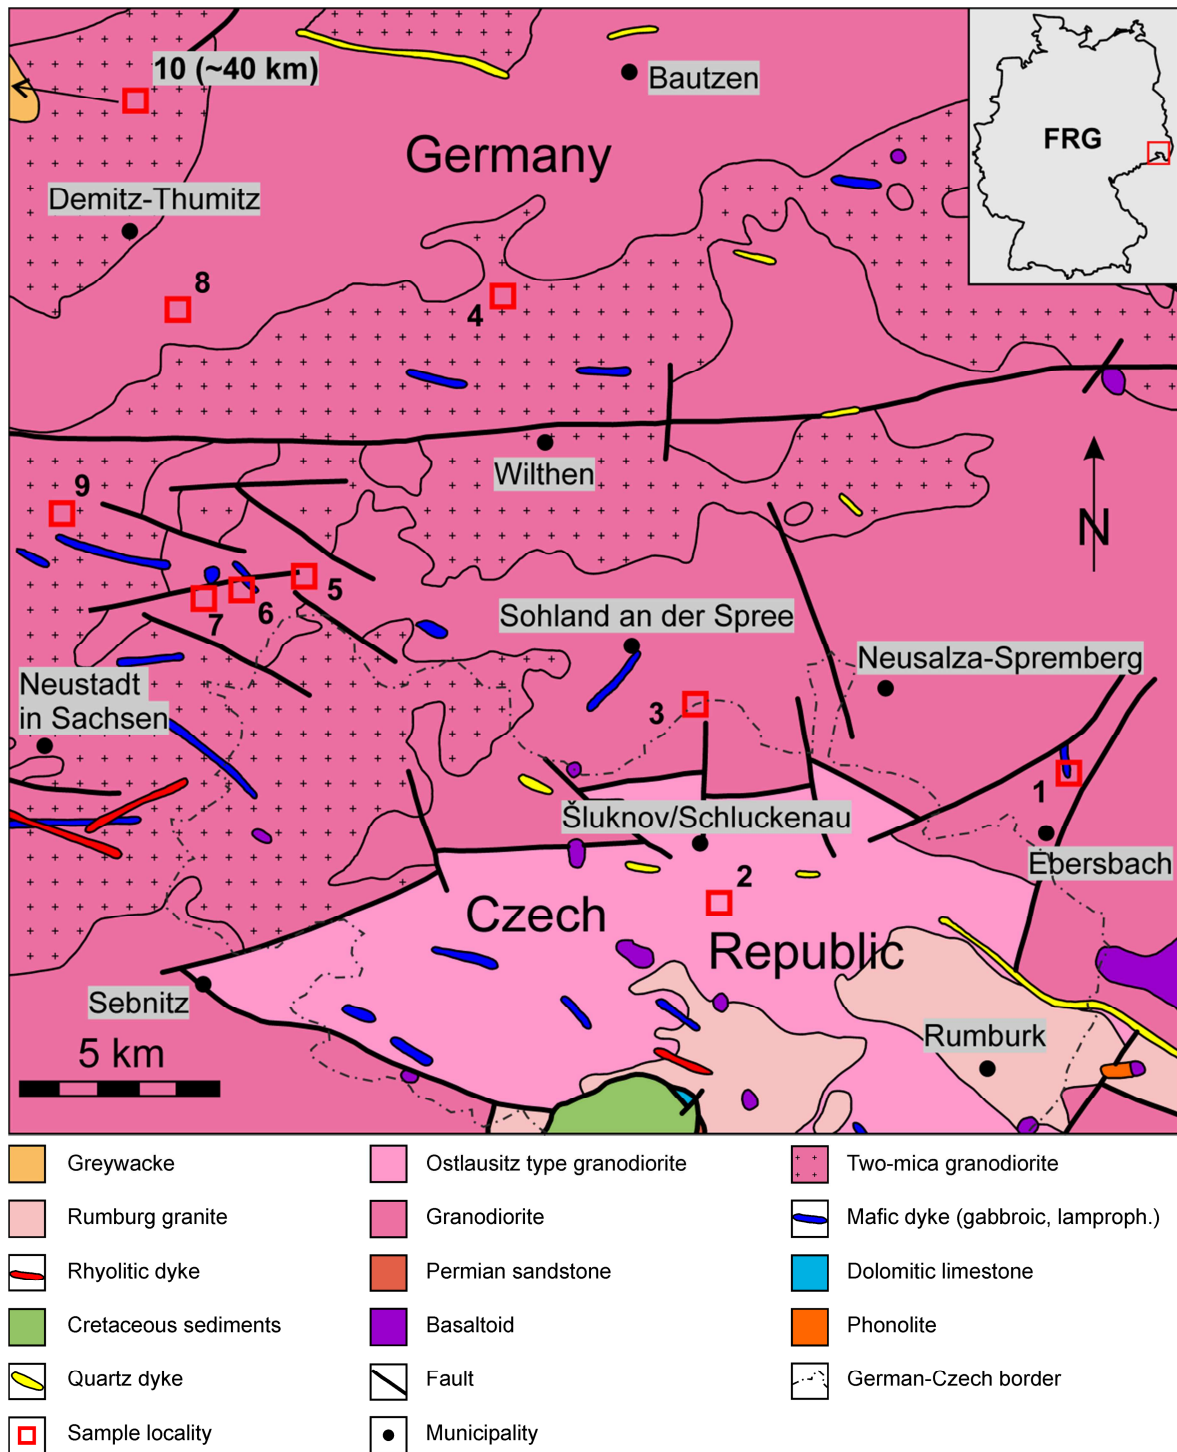 10 (~40 km)
Bautzen
Germany
FRG
Demitz-Thumitz
8
4
Wilthen
9
N
5
6
7
Sohland an der Spree
Neusalza-Spremberg
Neustadt
in Sachsen
3
1
Šluknov/Schluckenau
Ebersbach
2
Czech
Republic
Sebnitz
Rumburk
5 km
Greywacke
Ostlausitz type granodiorite
Two-mica granodiorite
Rumburg granite
Granodiorite
Mafic dyke (gabbroic, lamproph.)
Rhyolitic dyke
Permian sandstone
Dolomitic limestone
Cretaceous sediments
Basaltoid
Phonolite
Quartz dyke
Fault
German-Czech border
Sample locality
Municipality